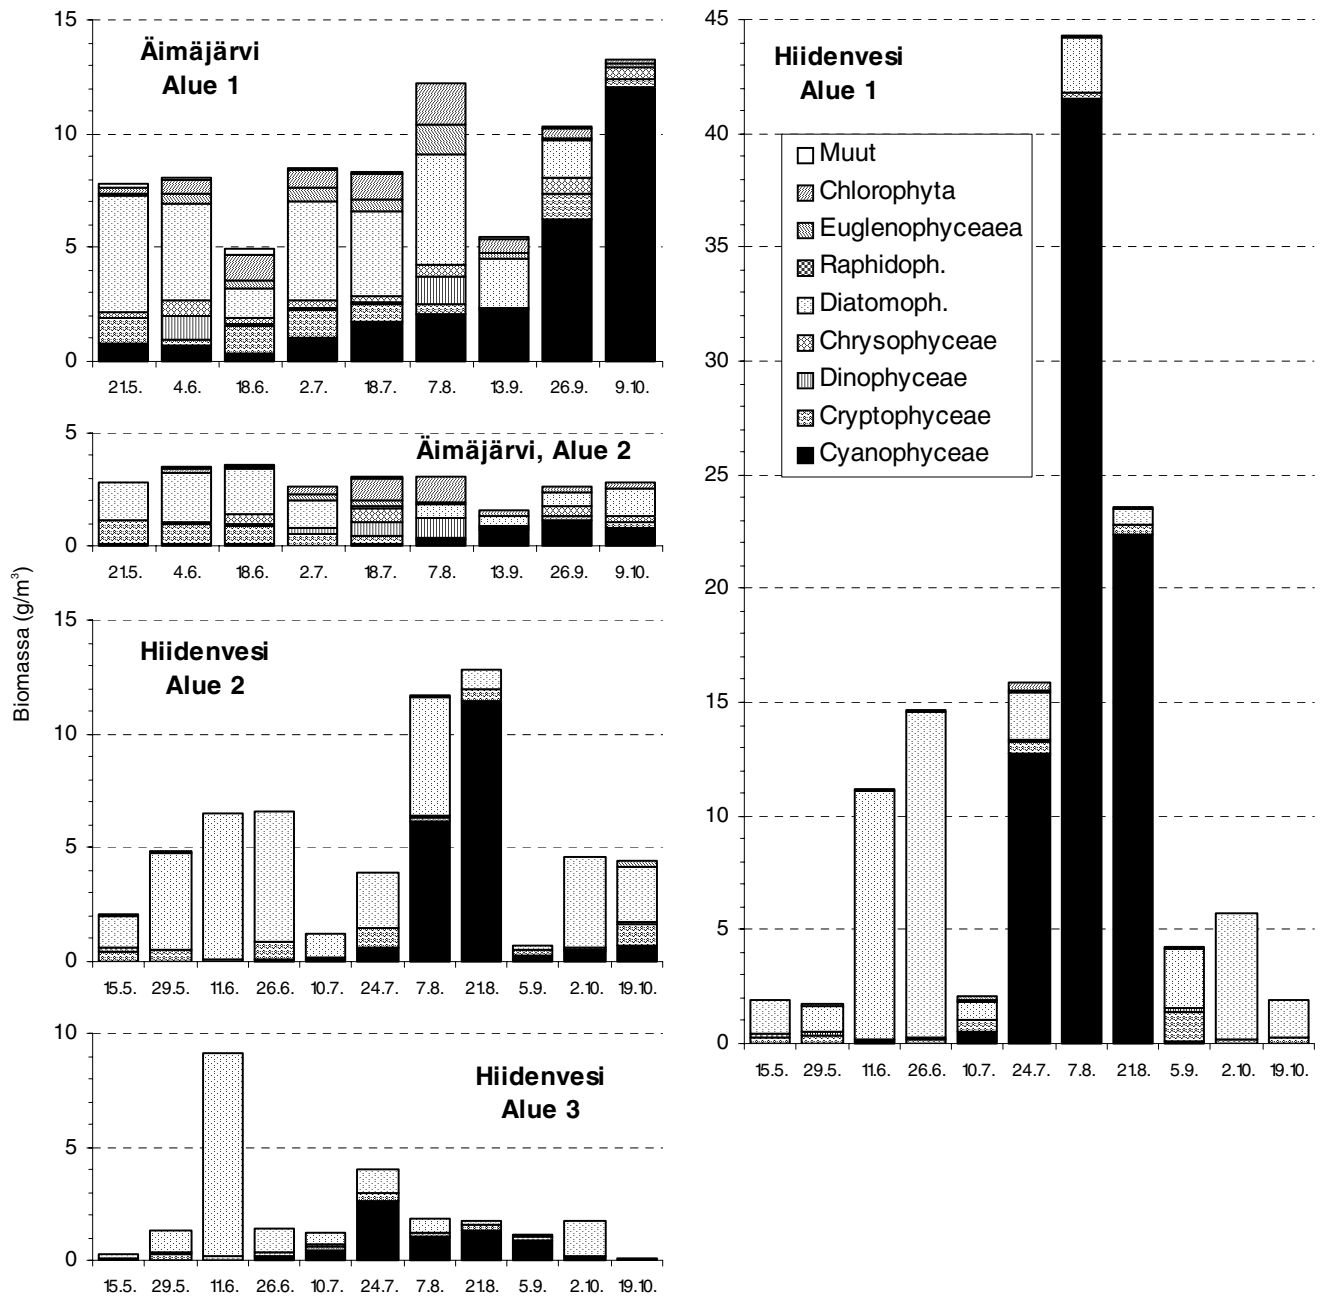 Biomassa (g/m³)
Äimäjärvi
Alue 1
15
10
5
0
21.5. 4.6. 18.6. 2.7. 18.7. 7.8. 13.9. 26.9. 9.10.
Äimäjärvi, Alue 2
5
0
21.5. 4.6. 18.6. 2.7. 18.7. 7.8. 13.9. 26.9. 9.10.
Hiidenvesi
Alue 2
15
10
5
0
15.5. 29.5. 11.6. 26.6. 10.7. 24.7. 7.8. 21.8. 5.9. 2.10. 19.10.
Hiidenvesi
Alue 3
10
5
0
15.5. 29.5. 11.6. 26.6. 10.7. 24.7. 7.8. 21.8. 5.9. 2.10. 19.10.
Hiidenvesi
Alue 1
45
40
35
30
25
20
15
10
5
0
Muut
Chlorophyta
Euglenophyceaea
Raphidoph.
Diatomoph.
Chrysophyceae
Dinophyceae
Cryptophyceae
Cyanophyceae
15.5. 29.5. 11.6. 26.6. 10.7. 24.7. 7.8. 21.8. 5.9. 2.10. 19.10.